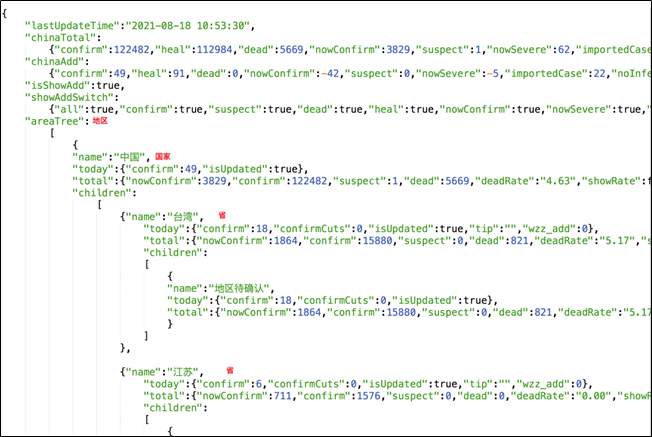 {
"lastUpdateTime":"2021-08-18 10:53:30",
"chinaTotal":
{"confirm":122482,"heal":112984,"dead":5669,"nowConfirm":3829,"suspect":1,"nowSevere":62,"importedCase
"chinaAdd":
{"confirm":49,"heal":91,"dead":0,"nowConfirm":-42,"suspect":0,"nowSevere":-5,"importedCase":22,"noInfe
"isShowAdd":true,
"showAddSwitch":
{"all":true,"confirm":true,"suspect":true,"dead":true,"heal":true,"nowConfirm":true,"nowSevere":true,"
"areaTree": 地区
[
{
"name":"中国", 国家
"today":{"confirm":49,"isUpdated":true},
"total":{"nowConfirm":3829,"confirm":122482,"suspect":1,"dead":5669,"deadRate":"4.63","showRate":f
"children":
[
{"name":"台湾", 省
"today":{"confirm":18,"confirmCuts":0,"isUpdated":true,"tip":"","wzz_add":0},
"total":{"nowConfirm":1864,"confirm":15880,"suspect":0,"dead":821,"deadRate":"5.17","s
"children":
[
{
"name":"地区待确认",
"today":{"confirm":18,"confirmCuts":0,"isUpdated":true},
"total":{"nowConfirm":1864,"confirm":15880,"suspect":0,"dead":821,"deadRate":"5.17
}
]
},
{"name":"江苏", 省
"today":{"confirm":6,"confirmCuts":0,"isUpdated":true,"tip":"","wzz_add":0},
"total":{"nowConfirm":711,"confirm":1576,"suspect":0,"dead":0,"deadRate":"0.00","showR
"children":
[
{